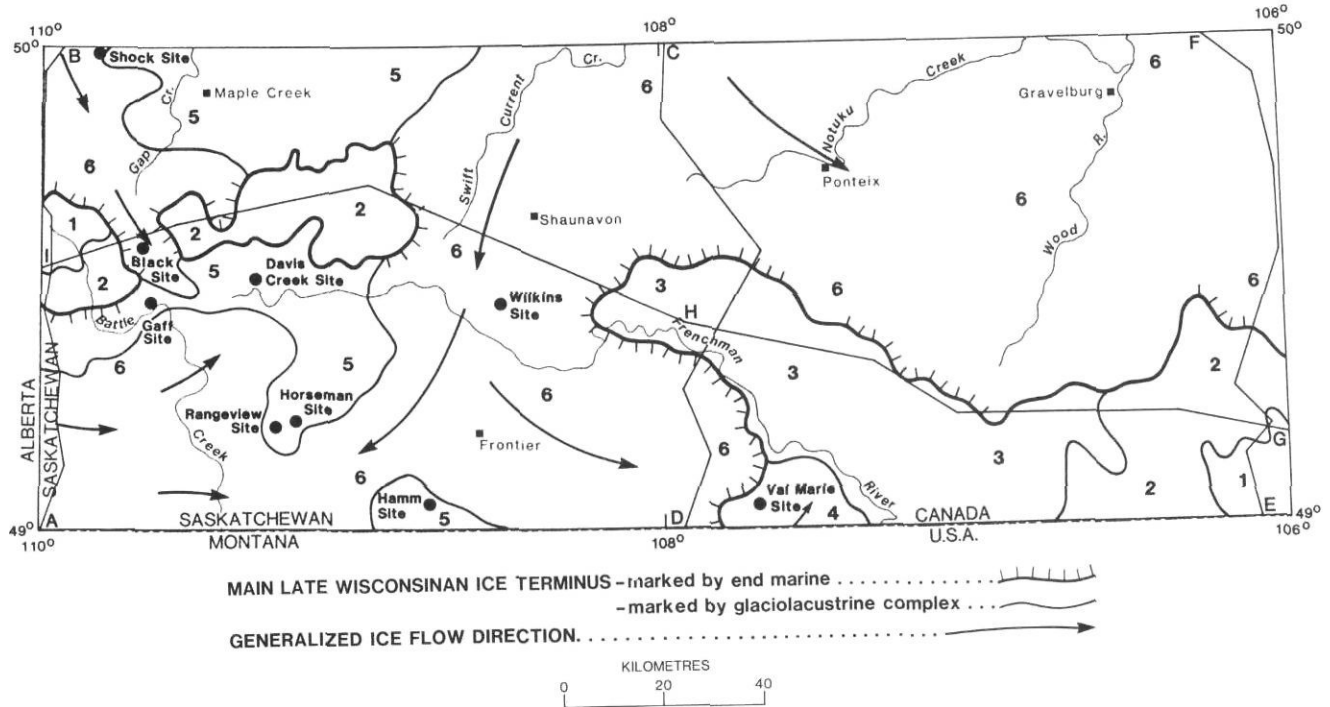 110°
108°
106°
50°
B
Shock Site
Maple Creek
Gap Cr.
5
5
6
Swift Current Cr.
C
6
Notuku Creek
Ponteix
F
6
50°
Gravelburg
Wood R.
6
6
1
I
2
2
2
Black Site
5
Davis Creek Site
Gaff Site
Battle Creek
6
5
Rangeview Site
Horseman Site
Shaunavon
6
Wilkins Site
3
H
Frenchman River
3
6
Frontier
6
6
Hamm Site
5
Val Marie Site
4
3
2
2
1
G
ALBERTA
SASKATCHEWAN
49°
A
SASKATCHEWAN
D
CANADA
E
49°
110°
MONTANA
108°
U.S.A.
106°
MAIN LATE WISCONSINAN ICE TERMINUS - marked by end marine
- marked by glaciolacustrine complex
GENERALIZED ICE FLOW DIRECTION
KILOMETRES
0 20 40